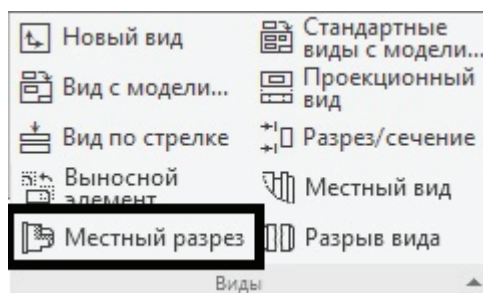 Новый вид
Стандартные
виды с модели...
Вид с модели...
Проекционный
вид
Вид по стрелке
Разрез/сечение
Выносной
элемент
Местный вид
Местный разрез
Разрыв вида
Виды